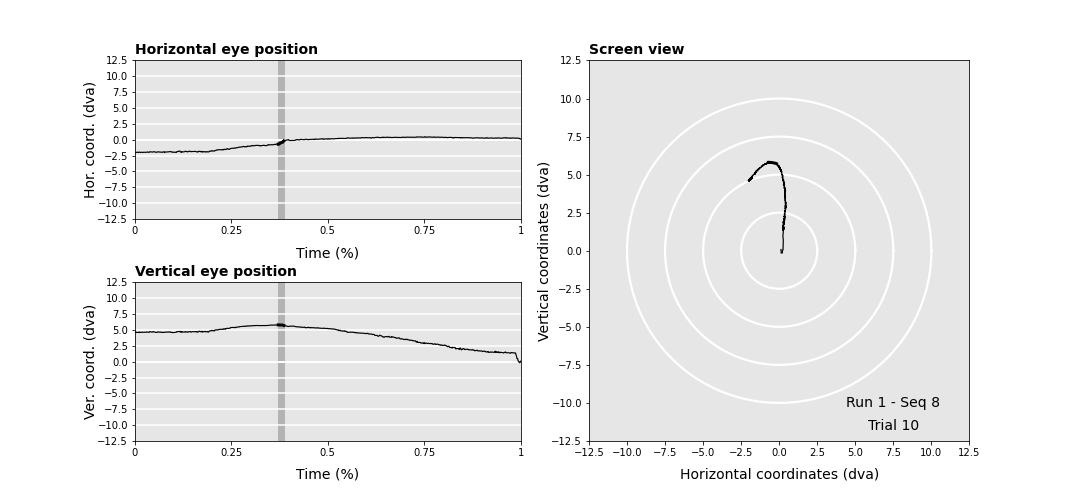 Horizontal eye position
12.5
10.0
7.5
5.0
2.5
0.0
−2.5
−5.0
−7.5
−10.0
−12.5
Hor. coord. (dva)
0 0.25 0.5 0.75 1
Time (%)
Vertical eye position
12.5
10.0
7.5
5.0
2.5
0.0
−2.5
−5.0
−7.5
−10.0
−12.5
Ver. coord. (dva)
0 0.25 0.5 0.75 1
Time (%)
Screen view
12.5
10.0
7.5
5.0
2.5
0.0
−2.5
−5.0
−7.5
−10.0
−12.5
Vertical coordinates (dva)
Run 1 - Seq 8
Trial 10
−12.5 −10.0 −7.5 −5.0 −2.5 0.0 2.5 5.0 7.5 10.0 12.5
Horizontal coordinates (dva)